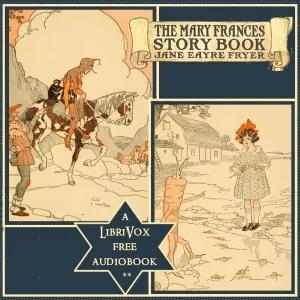 THE MARY FRANCES
STORY BOOK
JANE EAYRE FRYER
A
LIBRIVOX
FREE
AUDIOBOOK